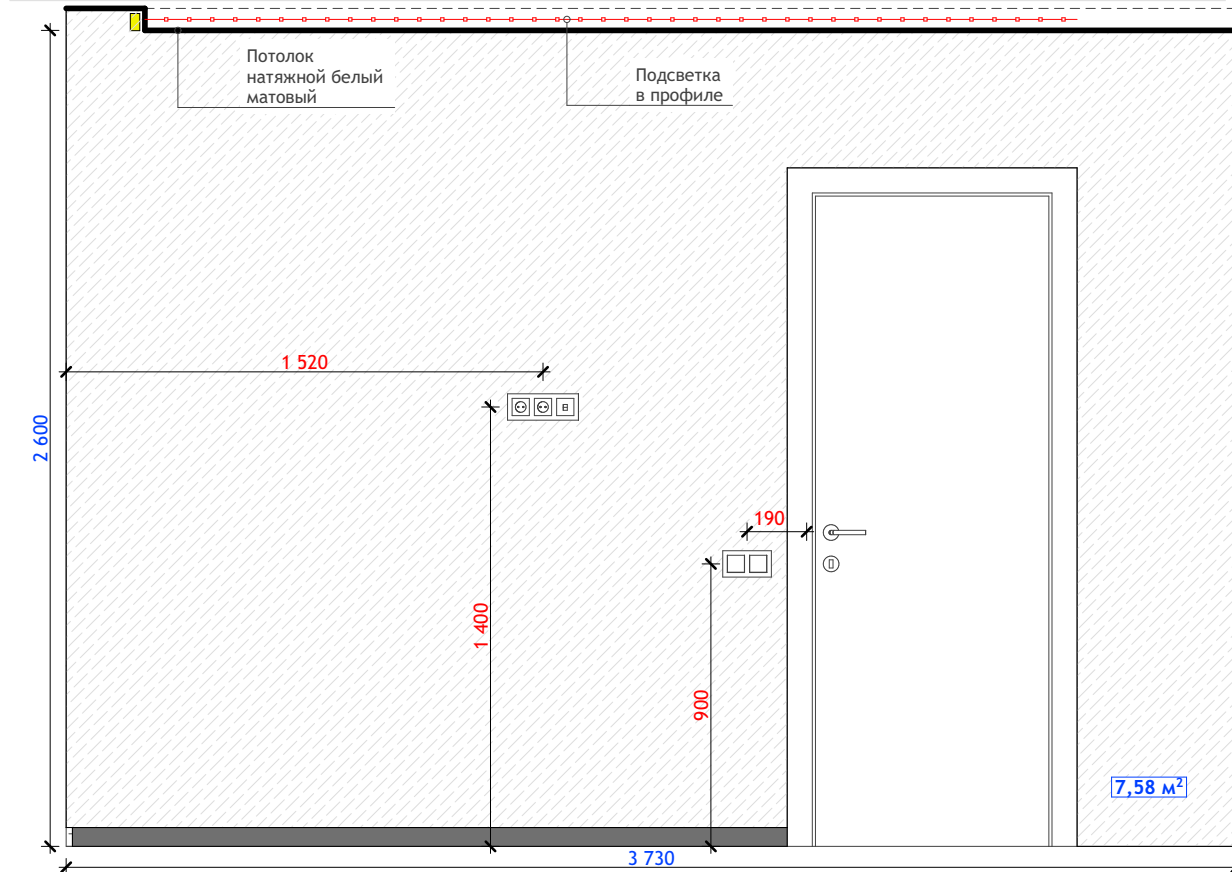 Потолок
натяжной белый
матовый
Подсветка
в профиле
1 520
2 600
190
1 400
900
7,58 м²
3 730